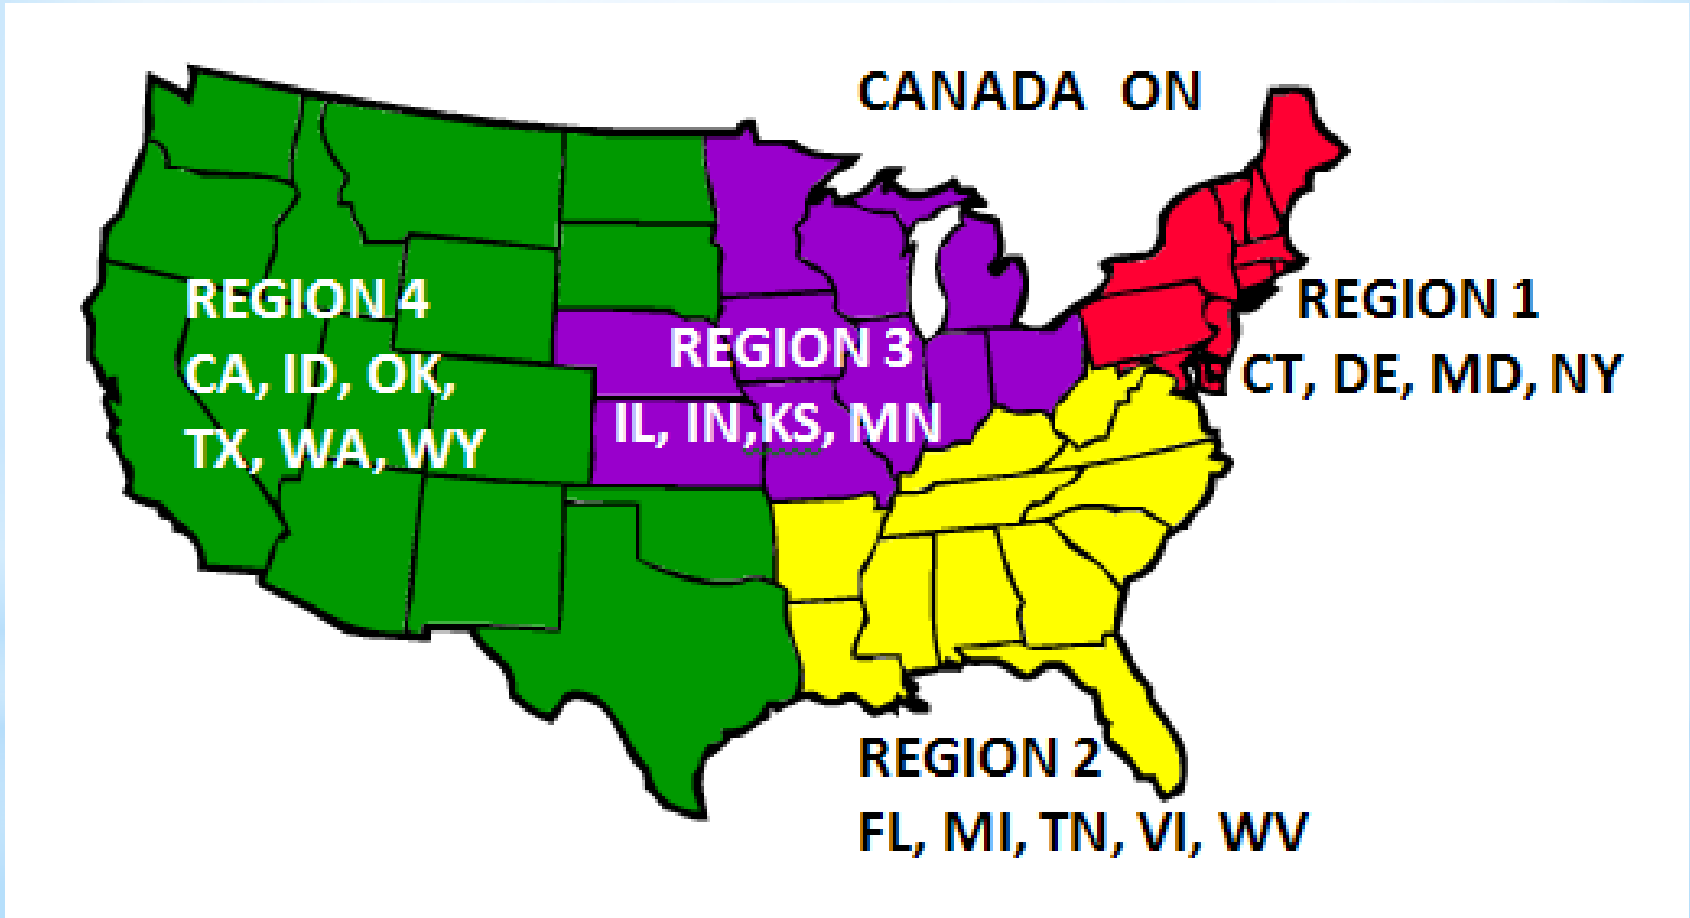 CANADA ON
REGION 1
CT, DE, MD, NY
REGION 4
CA, ID, OK,
TX, WA, WY
REGION 3
IL, IN,KS, MN
REGION 2
FL, MI, TN, VI, WV